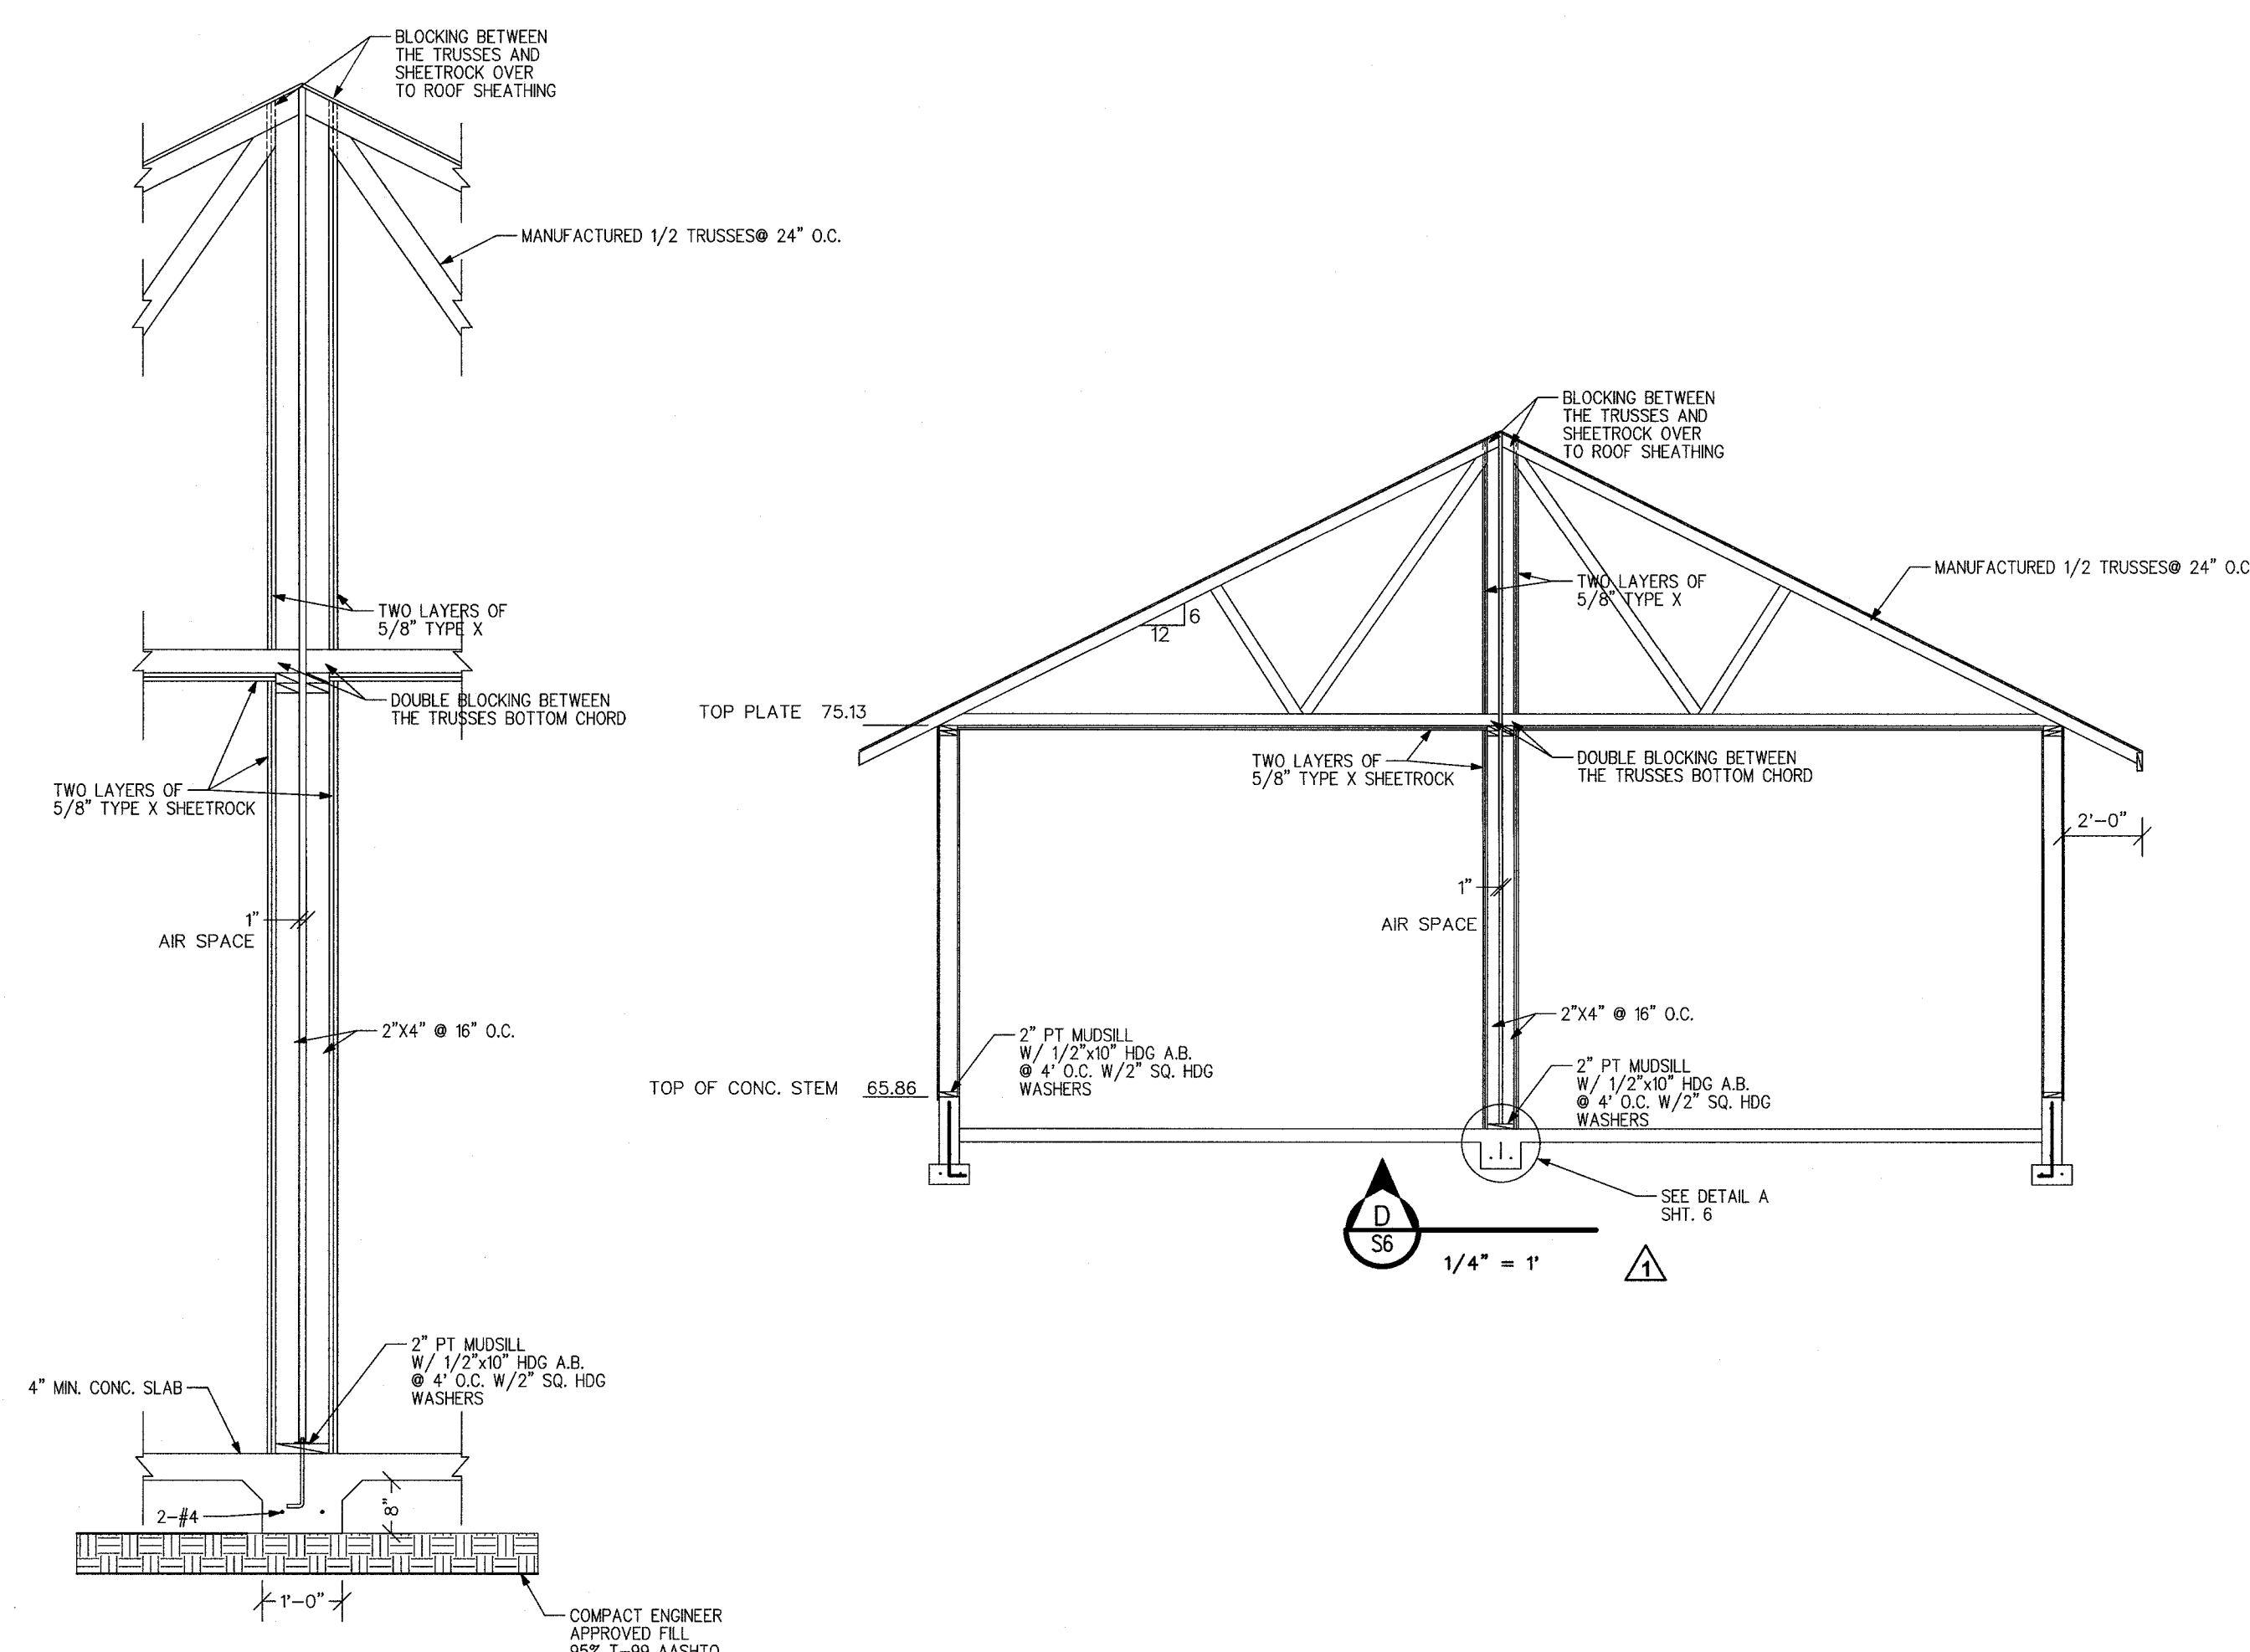 BLOCKING BETWEEN
THE TRUSSES AND
SHEETROCK OVER
TO ROOF SHEATHING
MANUFACTURED 1/2 TRUSSES@ 24" O.C.
TWO LAYERS OF
5/8" TYPE X
DOUBLE BLOCKING BETWEEN
THE TRUSSES BOTTOM CHORD
TWO LAYERS OF
5/8" TYPE X SHEETROCK
1"
AIR SPACE
2"X4" @ 16" O.C.
2" PT MUDSILL
W/ 1/2"x10" HDG A.B.
@ 4' O.C. W/2" SQ. HDG
WASHERS
4" MIN. CONC. SLAB
8"
2-#4
1'-0"
COMPACT ENGINEER
APPROVED FILL
95% T-99 AASHTO
BLOCKING BETWEEN
THE TRUSSES AND
SHEETROCK OVER
TO ROOF SHEATHING
MANUFACTURED 1/2 TRUSSES@ 24" O.C
TWO LAYERS OF
5/8" TYPE X
6
12
TOP PLATE 75.13
TWO LAYERS OF
5/8" TYPE X SHEETROCK
DOUBLE BLOCKING BETWEEN
THE TRUSSES BOTTOM CHORD
2'-0"
1"
AIR SPACE
2"X4" @ 16" O.C.
2" PT MUDSILL
W/ 1/2"x10" HDG A.B.
@ 4' O.C. W/2" SQ. HDG
WASHERS
2" PT MUDSILL
W/ 1/2"x10" HDG A.B.
@ 4' O.C. W/2" SQ. HDG
WASHERS
TOP OF CONC. STEM 65.86
SEE DETAIL A
SHT. 6
D
S6
1/4" = 1'
1